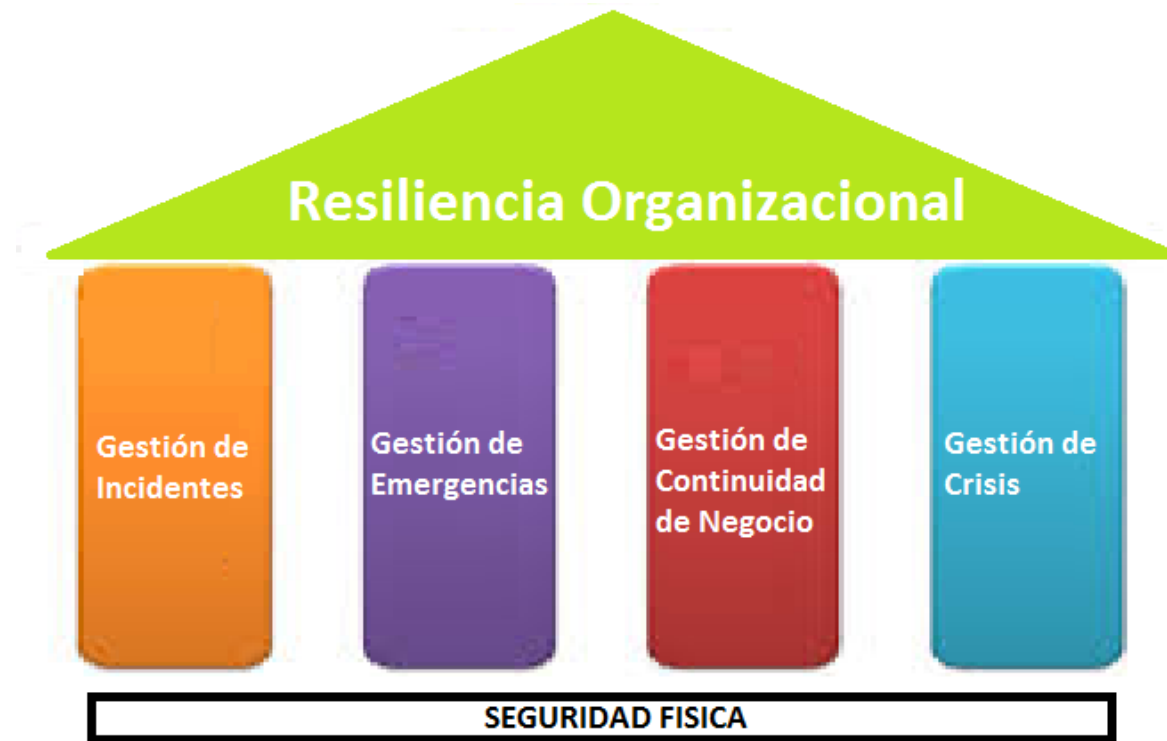 Resiliencia Organizacional
Gestión de
Incidentes
Gestión de
Emergencias
Gestión de
Continuidad
de Negocio
Gestión de
Crisis
SEGURIDAD FISICA